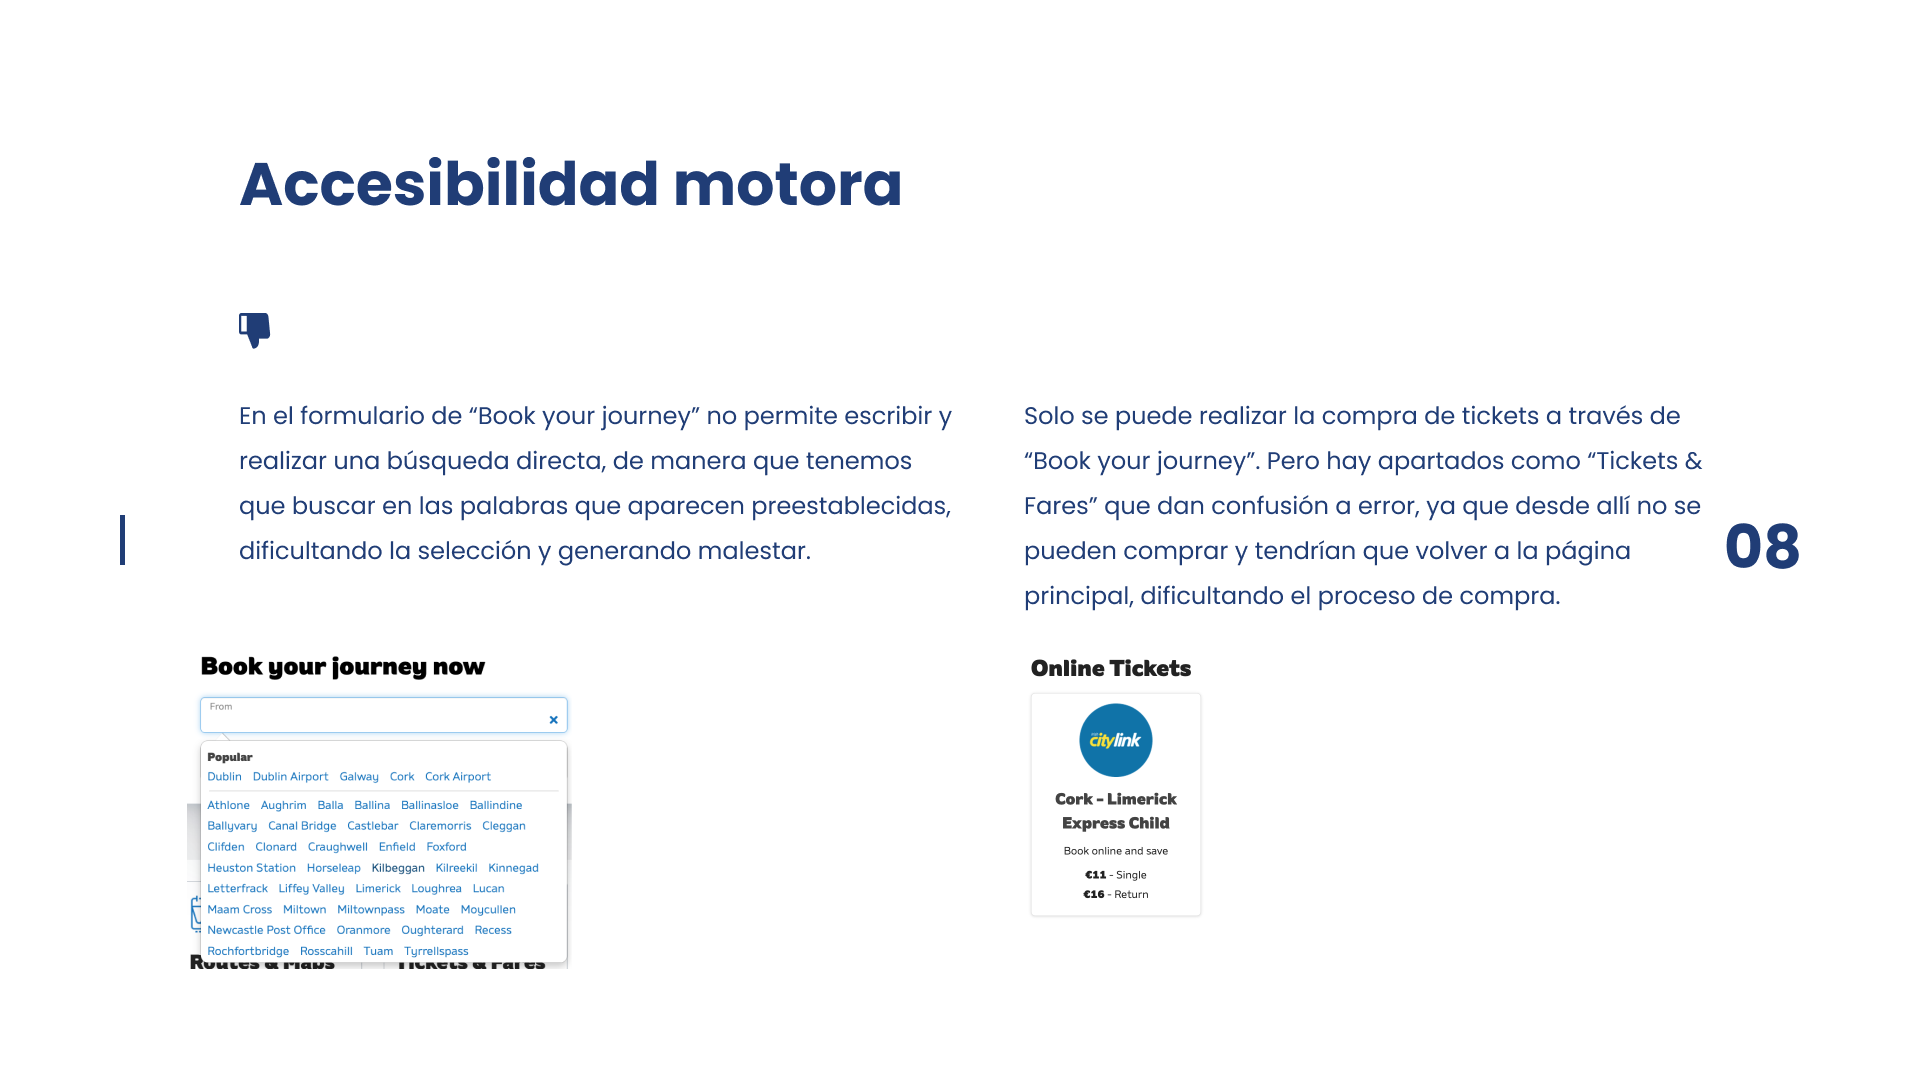 Accesibilidad motora
En el formulario de “Book your journey” no permite escribir y
realizar una búsqueda directa, de manera que tenemos
que buscar en las palabras que aparecen preestablecidas,
dificultando la selección y generando malestar.
Solo se puede realizar la compra de tickets a través de
“Book your journey”. Pero hay apartados como “Tickets &
Fares” que dan confusión a error, ya que desde allí no se
pueden comprar y tendrían que volver a la página
principal, dificultando el proceso de compra.
08
Book your journey now
From
Popular
Dublin Dublin Airport Galway Cork Cork Airport
Athlone Aughrim Balla Ballina Ballinasloe Ballindine
Ballyvary Canal Bridge Castlebar Claremorris Cleggan
Clifden Clonard Craughwell Enfield Foxford
Heuston Station Horseleap Kilbeggan Kilreekil Kinnegad
Letterfrack Liffey Valley Limerick Loughrea Lucan
Maam Cross Miltown Miltownpass Moate Moycullen
Newcastle Post Office Oranmore Oughterard Recess
Rochfortbridge Rosscahill Tuam Tyrrellspass
Routes & Maps Tickets & Fares
Online Tickets
citylink
Cork - Limerick
Express Child
Book online and save
€11 - Single
€16 - Return